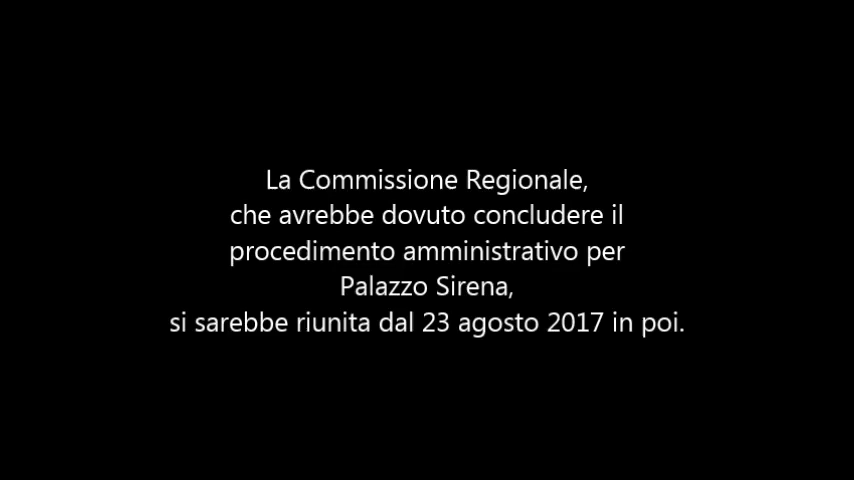 La Commissione Regionale,
che avrebbe dovuto concludere il
procedimento amministrativo per
Palazzo Sirena,
si sarebbe riunita dal 23 agosto 2017 in poi.